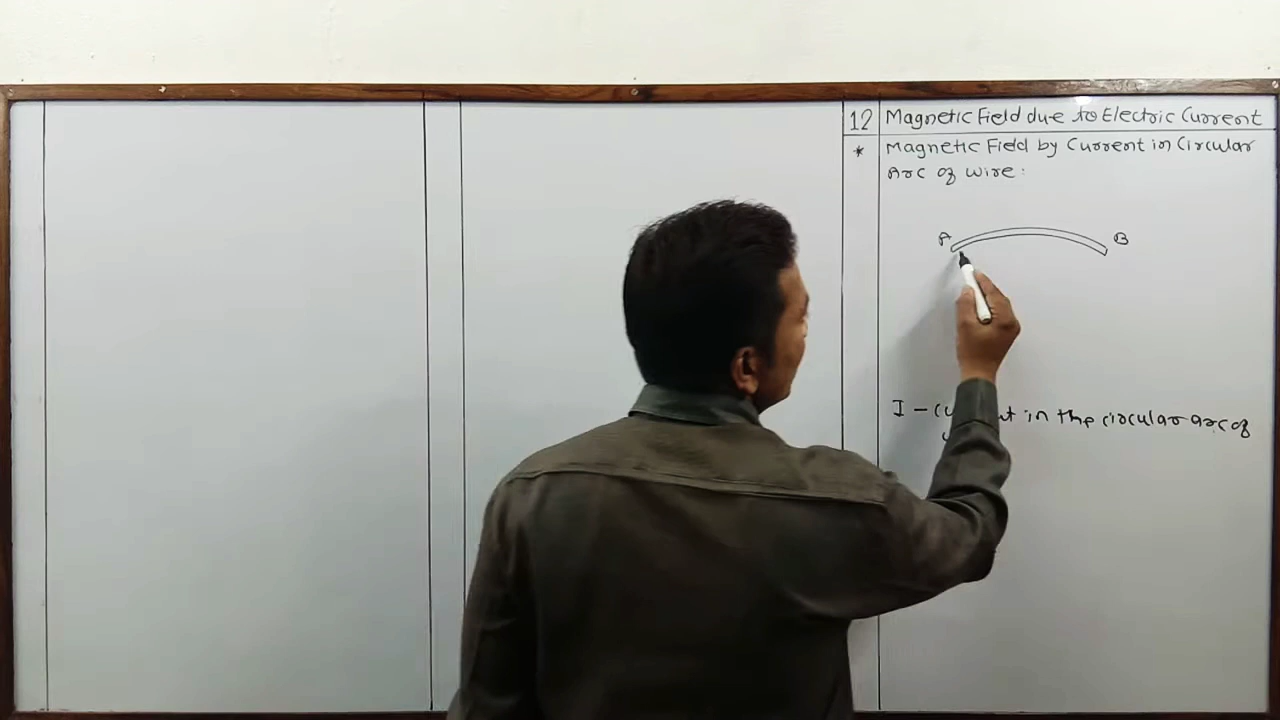 12 Magnetic Field due to Electric Current
* Magnetic Field by Current in Circular
Arc of wire:
A B
I – in the circular arc of